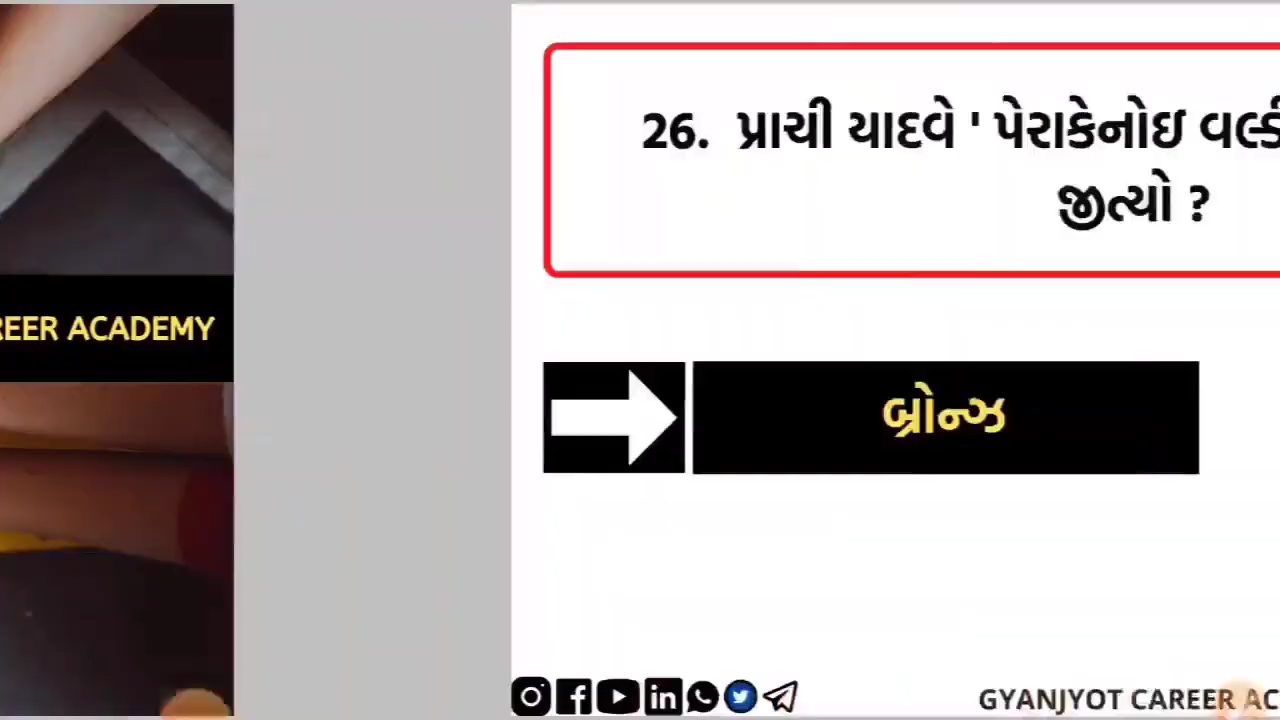 REER ACADEMY
26. પ્રાચી યાદવે ' પેરાકેનોઇ વર્લ્ડ
જીત્યો ?
બ્રોન્ઝ
GYANJYOT CAREER AC